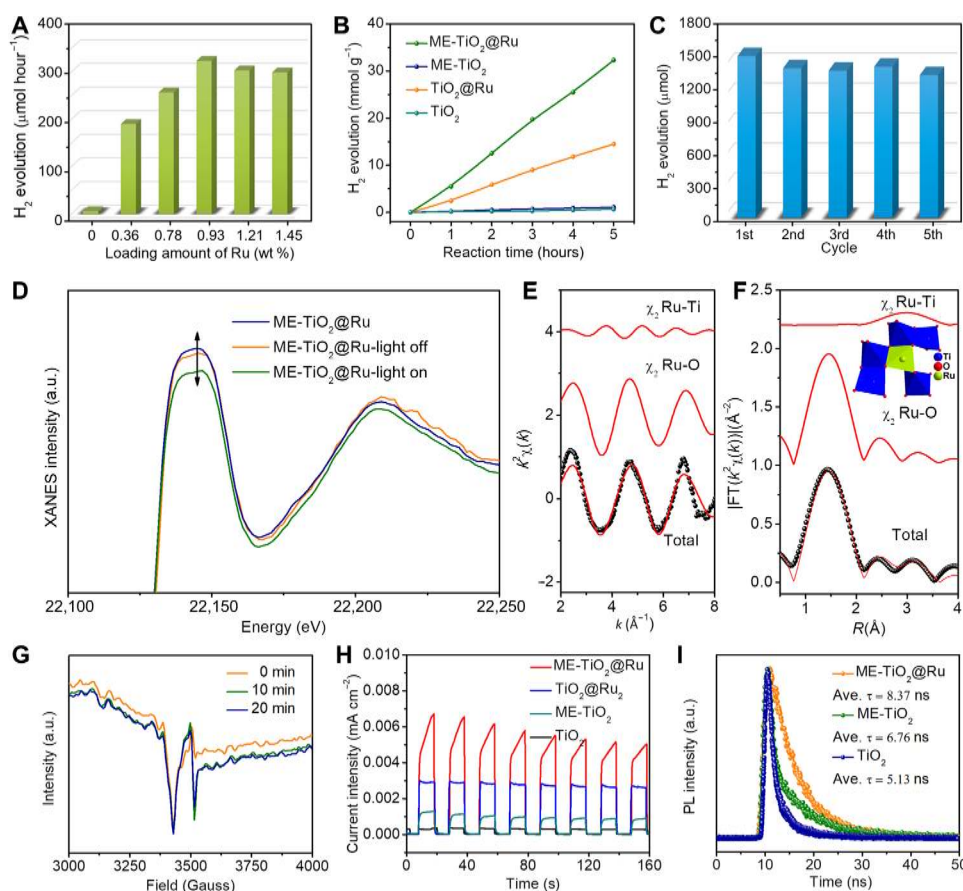 A
H₂ evolution (μmol hour⁻¹)
400
300
200
100
0
0 0.36 0.78 0.93 1.21 1.45
Loading amount of Ru (wt %)
B
H₂ evolution (mmol g⁻¹)
40
30
20
10
0
ME-TiO₂@Ru
ME-TiO₂
TiO₂@Ru
TiO₂
0 1 2 3 4 5
Reaction time (hours)
C
H₂ evolution (μmol)
1800
1500
1200
900
600
300
0
1st 2nd 3rd 4th 5th
Cycle
D
XANES intensity (a.u.)
ME-TiO₂@Ru
ME-TiO₂@Ru-light off
ME-TiO₂@Ru-light on
22,100 22,150 22,200 22,250
Energy (eV)
E
k²χ(k)
4
2
0
−2
χ₂ Ru-Ti
χ₂ Ru-O
Total
2 3 4 5 6 7 8
k (Å⁻¹)
F
|FT(k²χ(k))|(Å⁻²)
2.5
2.0
1.5
1.0
0.5
0.0
χ₂ Ru-Ti
Ti
O
Ru
χ₂ Ru-O
Total
0 1 2 3 4
R(Å)
G
Intensity (a.u.)
0 min
10 min
20 min
3000 3250 3500 3750 4000
Field (Gauss)
H
Current intensity (mA cm⁻²)
0.010
0.008
0.006
0.004
0.002
0.000
ME-TiO₂@Ru
TiO₂@Ru₂
ME-TiO₂
TiO₂
0 20 40 60 80 100 120 140 160
Time (s)
I
PL intensity (a.u.)
ME-TiO₂@Ru
Ave. τ = 8.37 ns
ME-TiO₂
Ave. τ = 6.76 ns
TiO₂
Ave. τ = 5.13 ns
0 10 20 30 40 50
Time (ns)